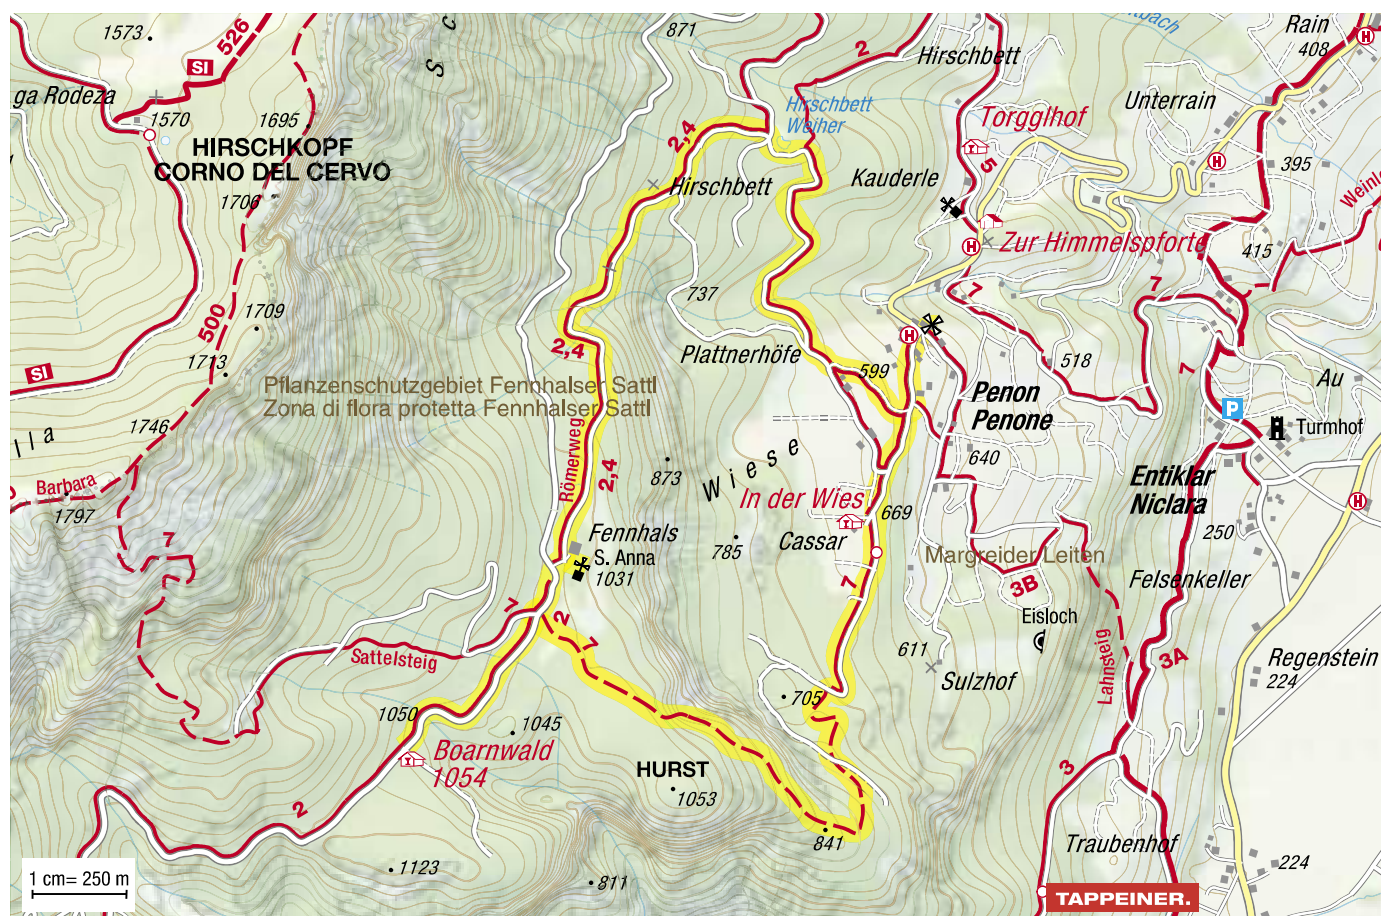 1573
526
S c
871
2
Hirschbett
tbach
Rain
408
H
SI
ga Rodeza
1570
1695
HIRSCHKOPF
CORNO DEL CERVO
1706
2,4
Hirschbett
Weiher
Hirschbett
Torgglhof
5
Kauderle
Unterrain
H
395
Weinle
H
Zur Himmelspforte
415
7
7
737
500
1709
1713
SI
2,4
Plattnerhöfe
H
599
518
7
Au
Pflanzenschutzgebiet Fennhalser Sattl
Zona di flora protetta Fennhalser Sattl
Penon
Penone
P
Turmhof
1746
lla
Barbara
1797
7
Römerweg
2,4
873
Wiese
640
In der Wies
669
Entiklar
Niclara
H
250
Fennhals
S. Anna
1031
785
Cassar
7
Margreider Leiten
3B
Felsenkeller
Eisloch
7
2
7
Sattelsteig
611
Sulzhof
Lahnsteig
3A
Regenstein
224
705
1050
1045
Boarnwald
1054
HURST
1053
2
3
841
Traubenhof
1123
811
224
1 cm= 250 m
TAPPEINER.